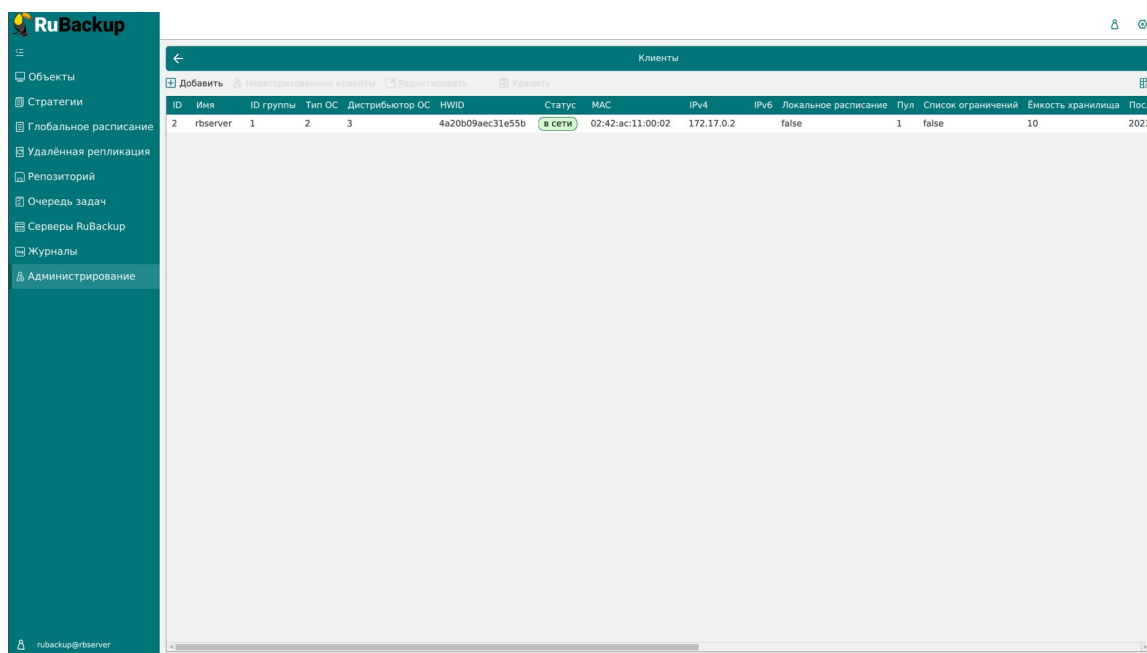 RuBackup
Объекты
Стратегии
Глобальное расписание
Удалённая репликация
Репозиторий
Очередь задач
Серверы RuBackup
Журналы
Администрирование
rubackup@rbserver
Клиенты
Добавить Неавторизованные клиенты Редактировать Удалить
ID Имя ID группы Тип ОС Дистрибьютор ОС HWID Статус MAC IPv4 IPv6 Локальное расписание Пул Список ограничений Ёмкость хранилища Пос
2 rbserver 1 2 3 4a20b09aec31e55b в сети 02:42:ac:11:00:02 172.17.0.2 false 1 false 10 202